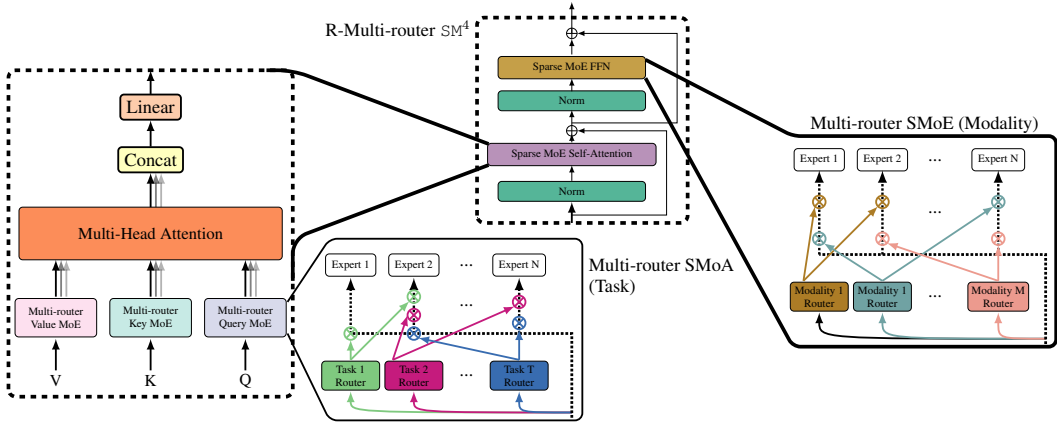 R-Multi-router SM⁴
Sparse MoE FFN
Norm
Sparse MoE Self-Attention
Norm
Linear
Concat
Multi-Head Attention
Multi-router
Value MoE
Multi-router
Key MoE
Multi-router
Query MoE
V
K
Q
Multi-router SMoA
(Task)
Expert 1
Expert 2
...
Expert N
Task 1
Router
Task 2
Router
...
Task T
Router
Multi-router SMoE (Modality)
Expert 1
Expert 2
...
Expert N
...
Modality 1
Router
Modality 1
Router
...
Modality M
Router